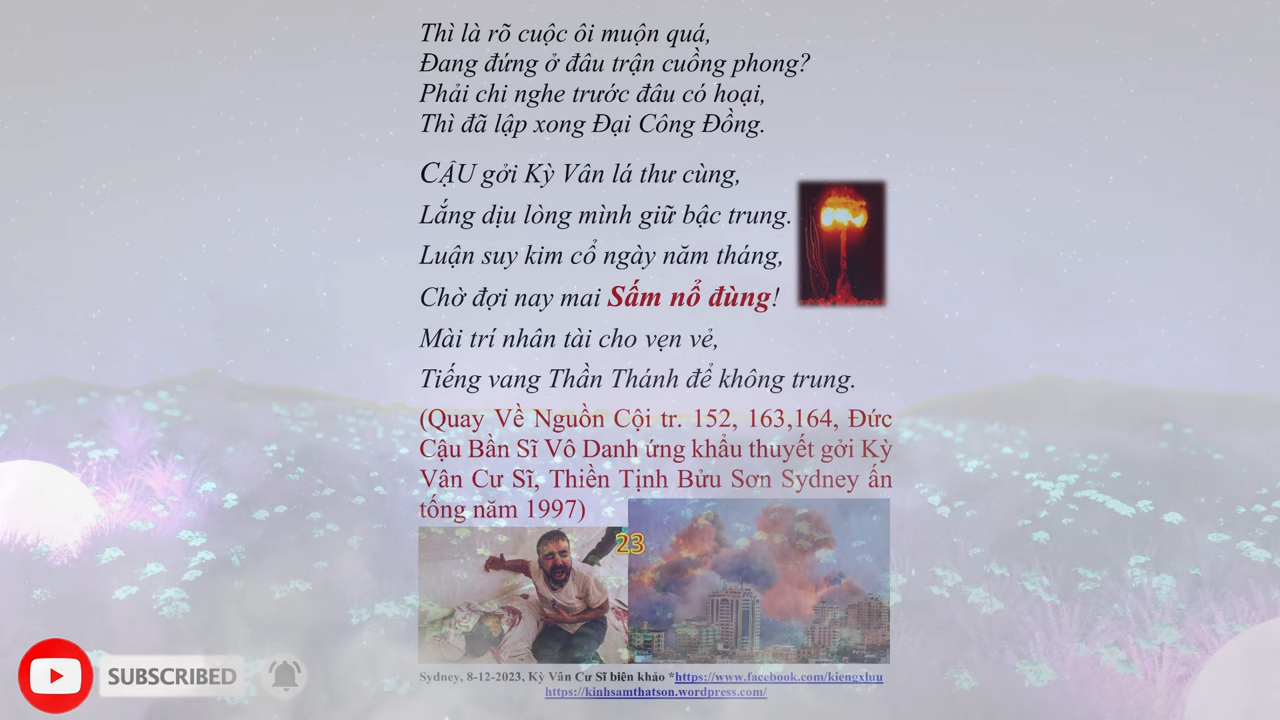 Thì là rõ cuộc ôi muộn quá,
Đang đứng ở đâu trận cuồng phong?
Phải chi nghe trước đâu có hoại,
Thì đã lập xong Đại Công Đồng.
CẬU gởi Kỳ Vân lá thư cùng,
Lắng dịu lòng mình giữ bậc trung.
Luận suy kim cổ ngày năm tháng,
Chờ đợi nay mai Sấm nổ đùng!
Mài trí nhân tài cho vẹn vẻ,
Tiếng vang Thần Thánh để không trung.
(Quay Về Nguồn Cội tr. 152, 163,164, Đức
Cậu Bần Sĩ Vô Danh ứng khẩu thuyết gởi Kỳ
Vân Cư Sĩ, Thiền Tịnh Bửu Sơn Sydney ấn
tống năm 1997)
23
SUBSCRIBED
Sydney, 8-12-2023, Kỳ Vân Cư Sĩ biên khảo *https://www.facebook.com/kiengxluu
https://kinhsamthatson.wordpress.com/